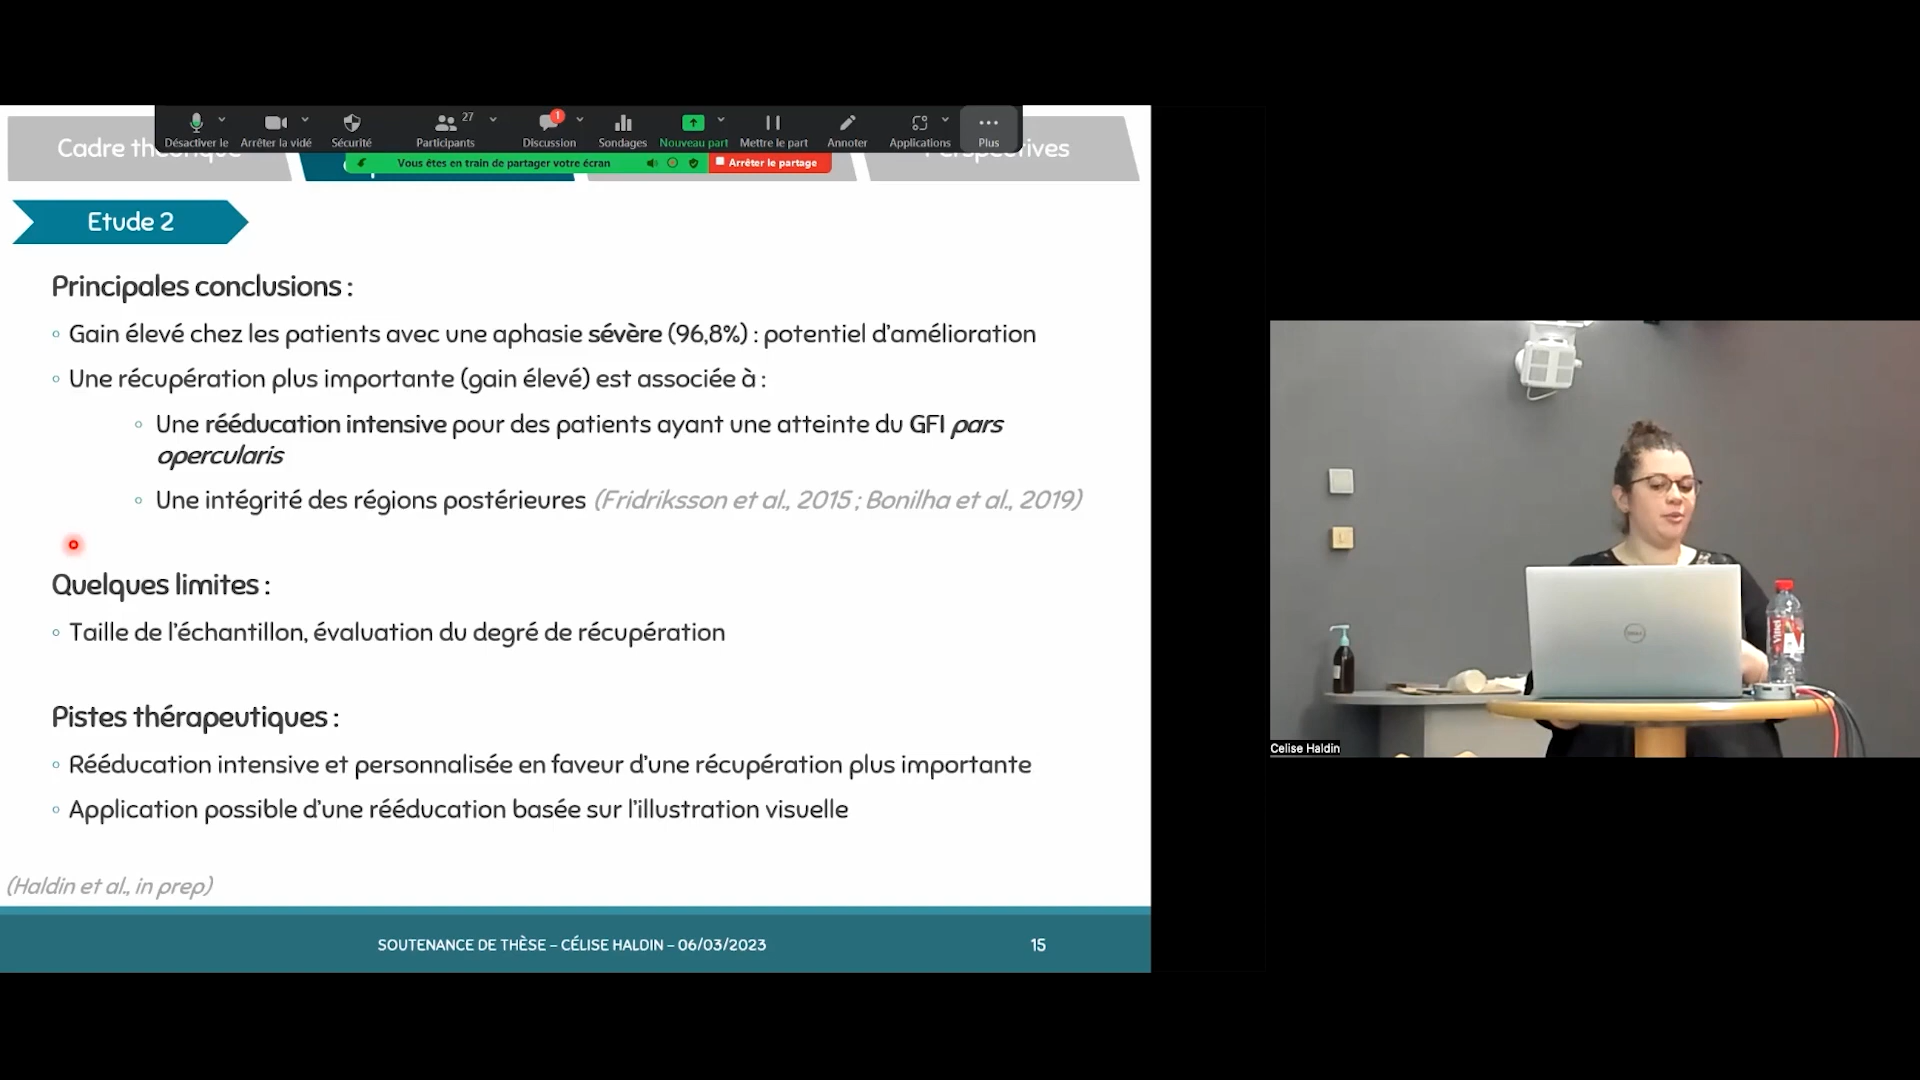 27
1
Désactiver le
Arrêter la vidé
Sécurité
Participants
Discussion
Sondages
Nouveau part
Mettre le part
Annoter
Applications
Plus
Vous êtes en train de partager votre écran
Arrêter le partage
Cadre théorique
Perspectives
Etude 2
Principales conclusions :
◦ Gain élevé chez les patients avec une aphasie sévère (96,8%) : potentiel d'amélioration
◦ Une récupération plus importante (gain élevé) est associée à :
◦ Une rééducation intensive pour des patients ayant une atteinte du GFI pars
opercularis
◦ Une intégrité des régions postérieures (Fridriksson et al., 2015 ; Bonilha et al., 2019)
Quelques limites :
◦ Taille de l'échantillon, évaluation du degré de récupération
Pistes thérapeutiques :
◦ Rééducation intensive et personnalisée en faveur d'une récupération plus importante
◦ Application possible d'une rééducation basée sur l'illustration visuelle
(Haldin et al., in prep)
SOUTENANCE DE THÈSE – CÉLISE HALDIN – 06/03/2023
15
DELL
Vittel
Celise Haldin